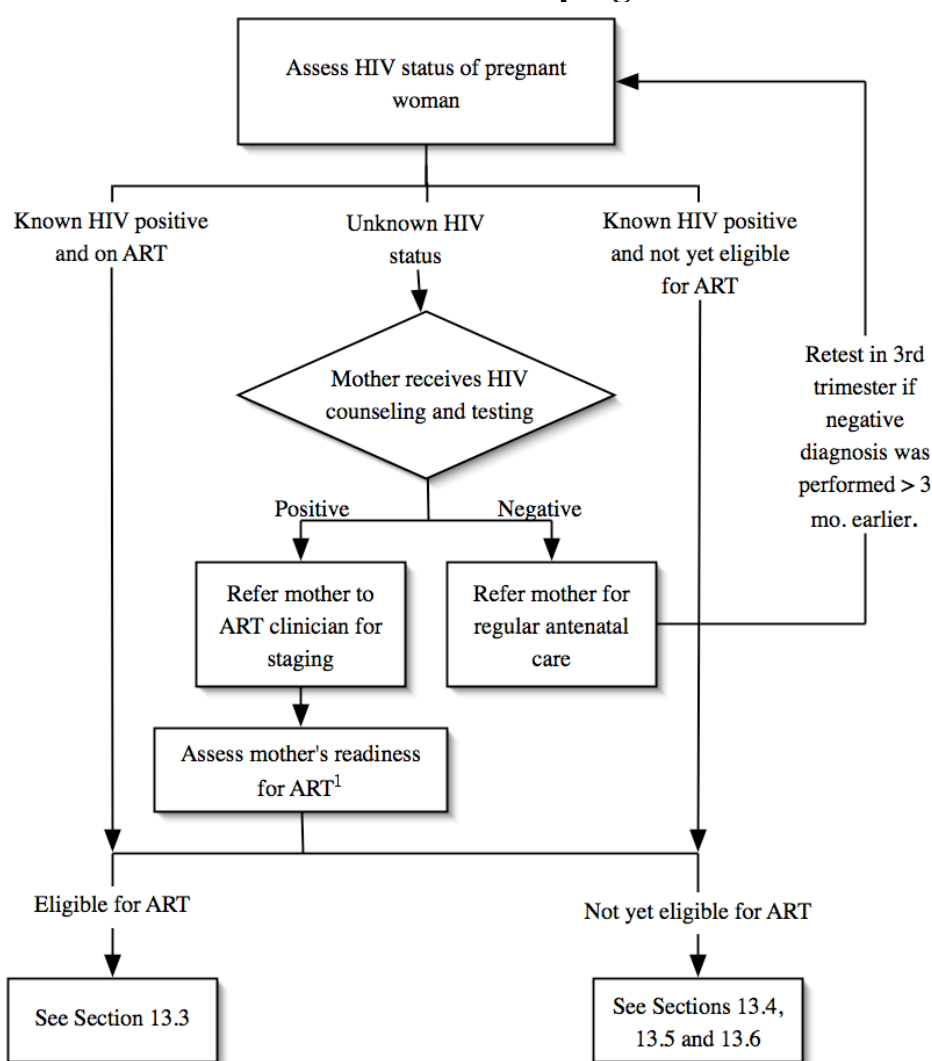 Assess HIV status of pregnant
woman
Known HIV positive
and on ART
Unknown HIV
status
Known HIV positive
and not yet eligible
for ART
Mother receives HIV
counseling and testing
Retest in 3rd
trimester if
negative
diagnosis was
performed > 3
mo. earlier.
Positive
Negative
Refer mother to
ART clinician for
staging
Refer mother for
regular antenatal
care
Assess mother's readiness
for ART1
Eligible for ART
Not yet eligible for ART
See Section 13.3
See Sections 13.4,
13.5 and 13.6